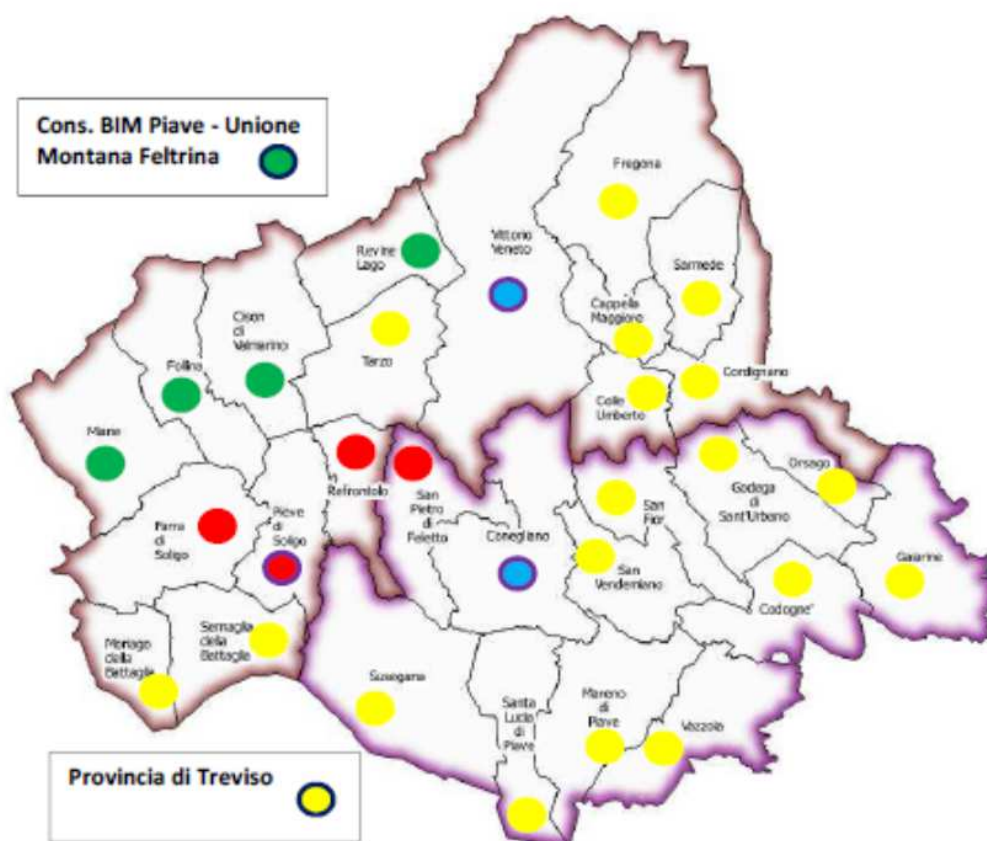 Cons. BIM Piave - Unione
Montana Feltrina
Fregona
Revine
Lago
Vittorio
Veneto
Sarmede
Cappella
Maggiore
Cison
di
Valmarino
Tarzo
Follina
Cordignano
Colle
Umberto
Miane
Refrontolo
San
Pietro
di
Feletto
Orsago
Godega
di
Sant'Urbano
San
Fior
Farra
di
Soligo
Pieve
di
Soligo
Conegliano
Gaiarine
San
Vendemiano
Codogne'
Sernaglia
della
Battaglia
Moriago
della
Battaglia
Susegana
Santa
Lucia
di
Piave
Mareno
di
Piave
Vazzola
Provincia di Treviso